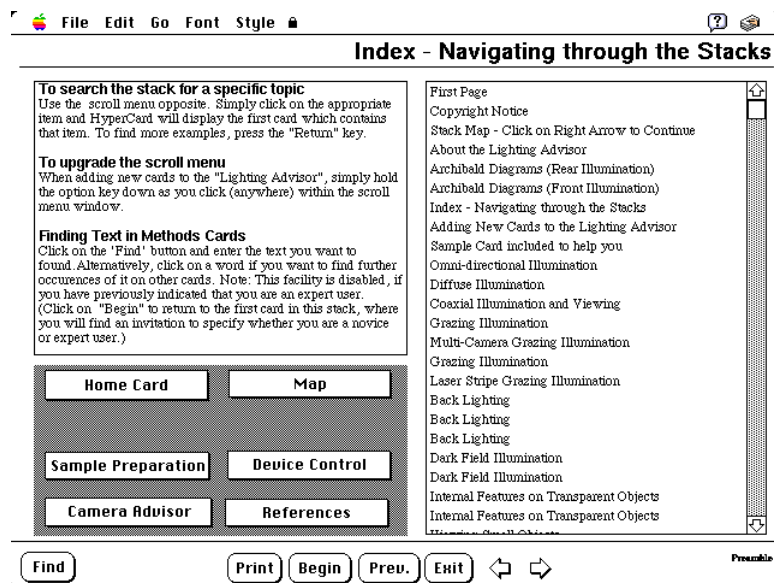 File Edit Go Font Style
Index - Navigating through the Stacks
To search the stack for a specific topic
Use the scroll menu opposite. Simply click on the appropriate
item and HyperCard will display the first card which contains
that item. To find more examples, press the "Return" key.
To upgrade the scroll menu
When adding new cards to the "Lighting Advisor", simply hold
the option key down as you click (anywhere) within the scroll
menu window.
Finding Text in Methods Cards
Click on the 'Find' button and enter the text you want to
found.Alternatively, click on a word if you want to find further
occurences of it on other cards. Note: This facility is disabled, if
you have previously indicated that you are an expert user.
(Click on "Begin" to return to the first card in this stack, where
you will find an invitation to specify whether you are a novice
or expert user.)
Home Card
Map
Sample Preparation
Device Control
Camera Advisor
References
First Page
Copyright Notice
Stack Map - Click on Right Arrow to Continue
About the Lighting Advisor
Archibald Diagrams (Rear Illumination)
Archibald Diagrams (Front Illumination)
Index - Navigating through the Stacks
Adding New Cards to the Lighting Advisor
Sample Card included to help you
Omni-directional Illumination
Diffuse Illumination
Coaxial Illumination and Viewing
Grazing Illumination
Multi-Camera Grazing Illumination
Grazing Illumination
Laser Stripe Grazing Illumination
Back Lighting
Back Lighting
Back Lighting
Dark Field Illumination
Dark Field Illumination
Internal Features on Transparent Objects
Internal Features on Transparent Objects
Viewing Small Objects
Find
Print
Begin
Prev.
Exit
Preamble